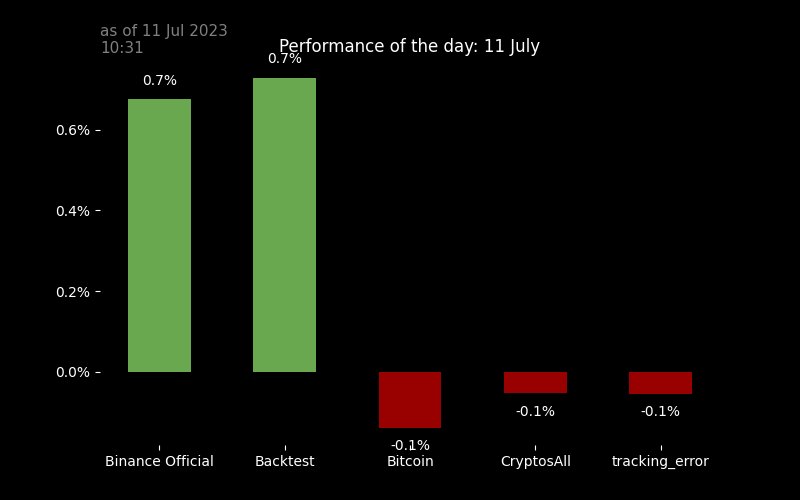 as of 11 Jul 2023
10:31
Performance of the day: 11 July
0.7%
0.7%
0.6%
0.4%
0.2%
0.0%
-0.1%
-0.1%
-0.1%
Binance Official
Backtest
Bitcoin
CryptosAll
tracking_error